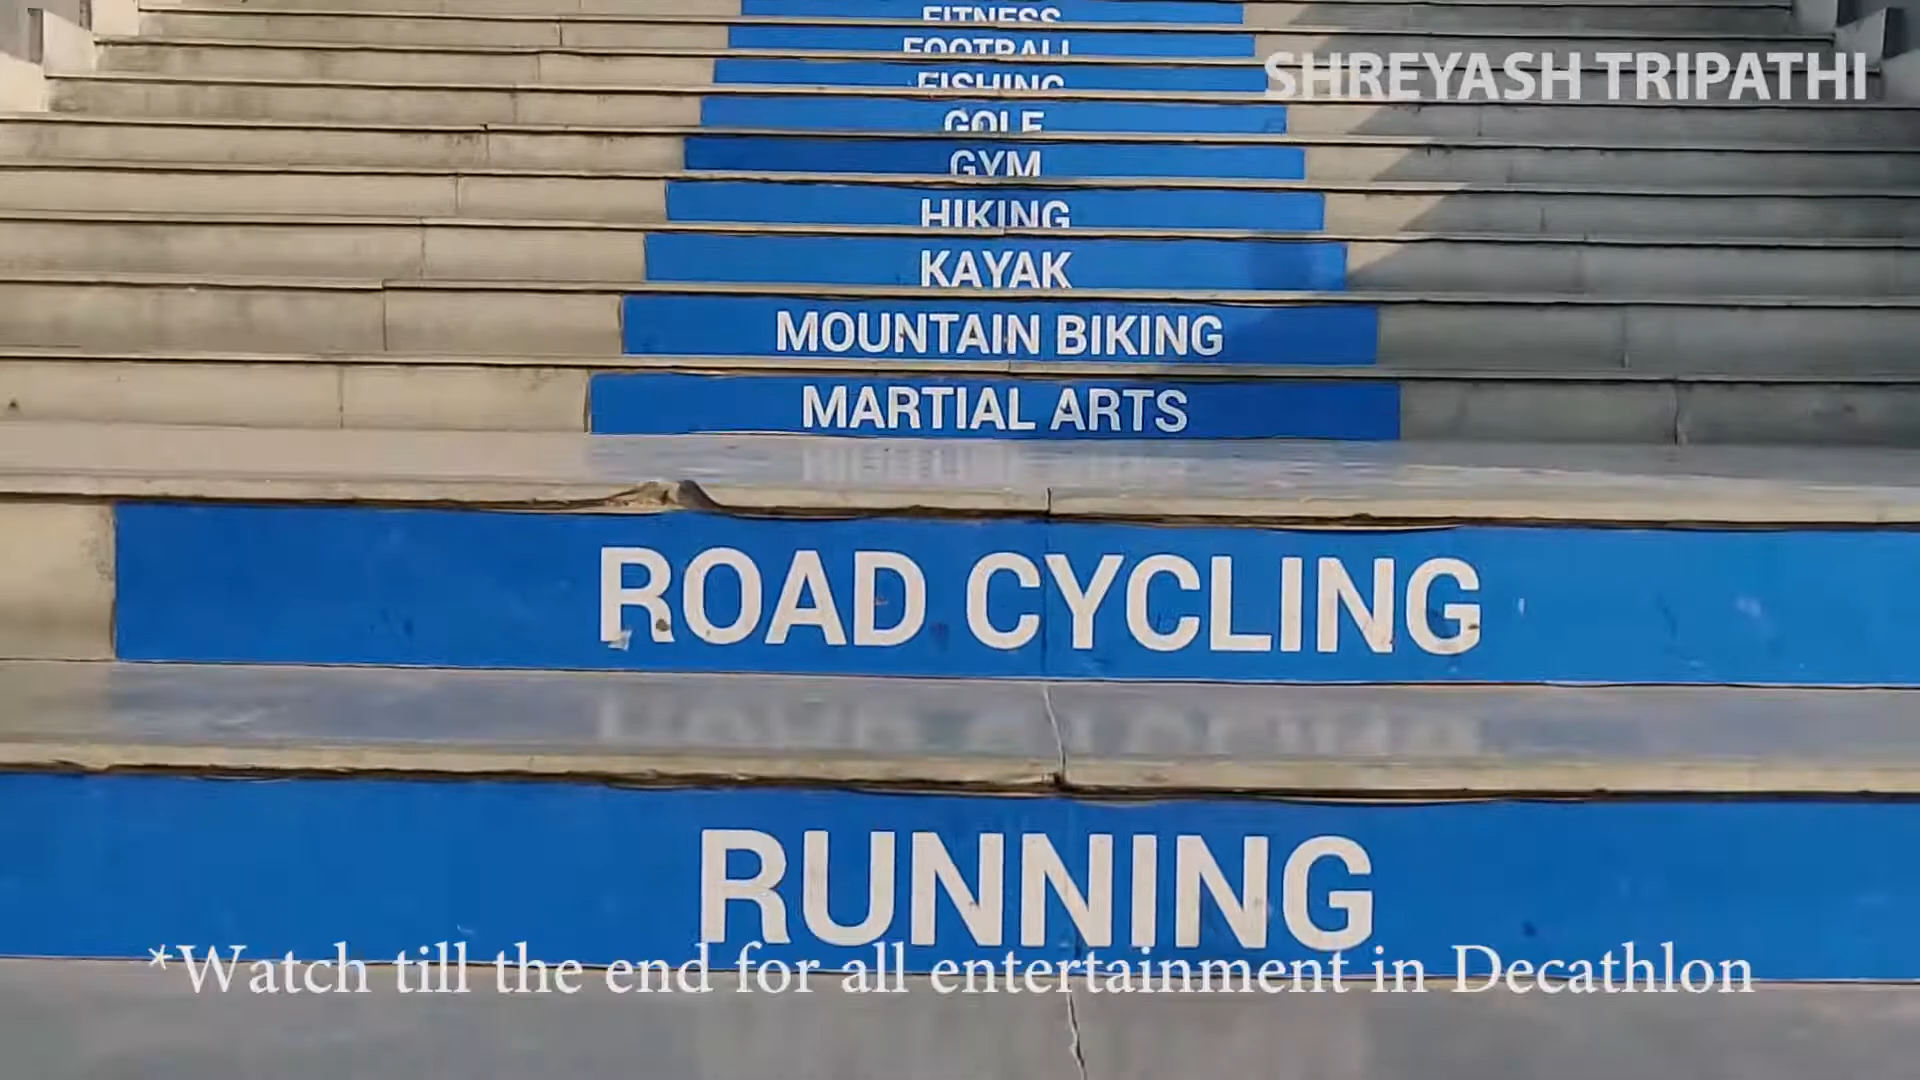 FITNESS
FOOTBALL
SHREYASH TRIPATHI
FISHING
GOLF
GYM
HIKING
KAYAK
MOUNTAIN BIKING
MARTIAL ARTS
ROAD CYCLING
RUNNING
*Watch till the end for all entertainment in Decathlon